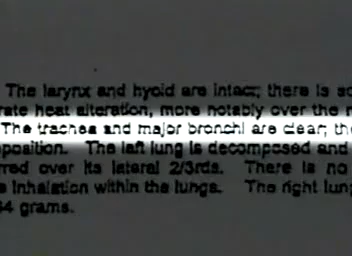 The larynx and hyoid are intact; there is
rate heat alteration, more notably over the
The trachea and major bronchi are clear;
position. The left lung is decomposed and
rred over its lateral 2/3rds. There is no
inhalation within the lungs. The right lung
4 grams.